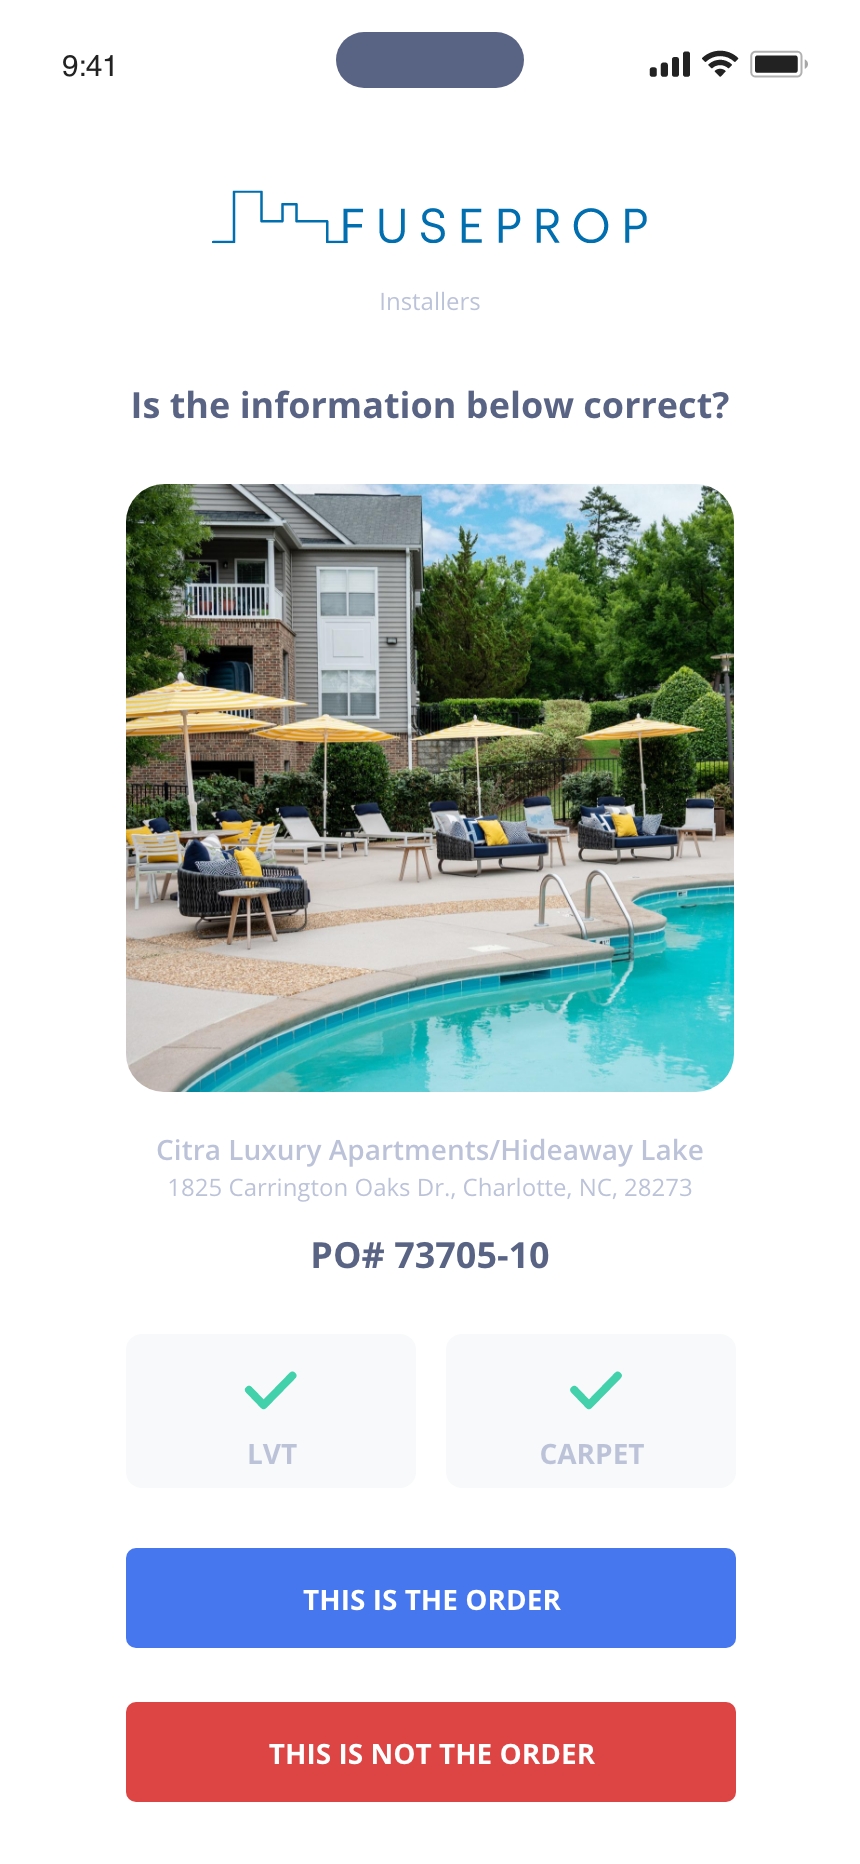 9:41
FUSEPROP
Installers
Is the information below correct?
Citra Luxury Apartments/Hideaway Lake
1825 Carrington Oaks Dr., Charlotte, NC, 28273
PO# 73705-10
LVT
CARPET
THIS IS THE ORDER
THIS IS NOT THE ORDER